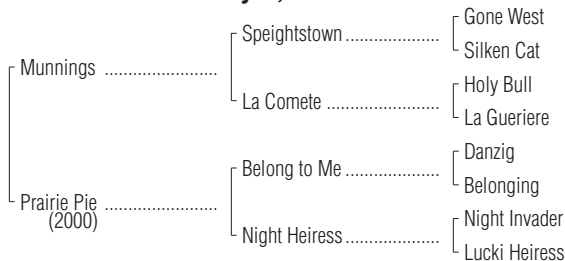 Gone West
Speightstown ....................
Silken Cat
Munnings ........................
Holy Bull
La Comete ........................
La Gueriere
Danzig
Belong to Me ....................
Belonging
Prairie Pie ........................
(2000)
Night Invader
Night Heiress ....................
Lucki Heiress